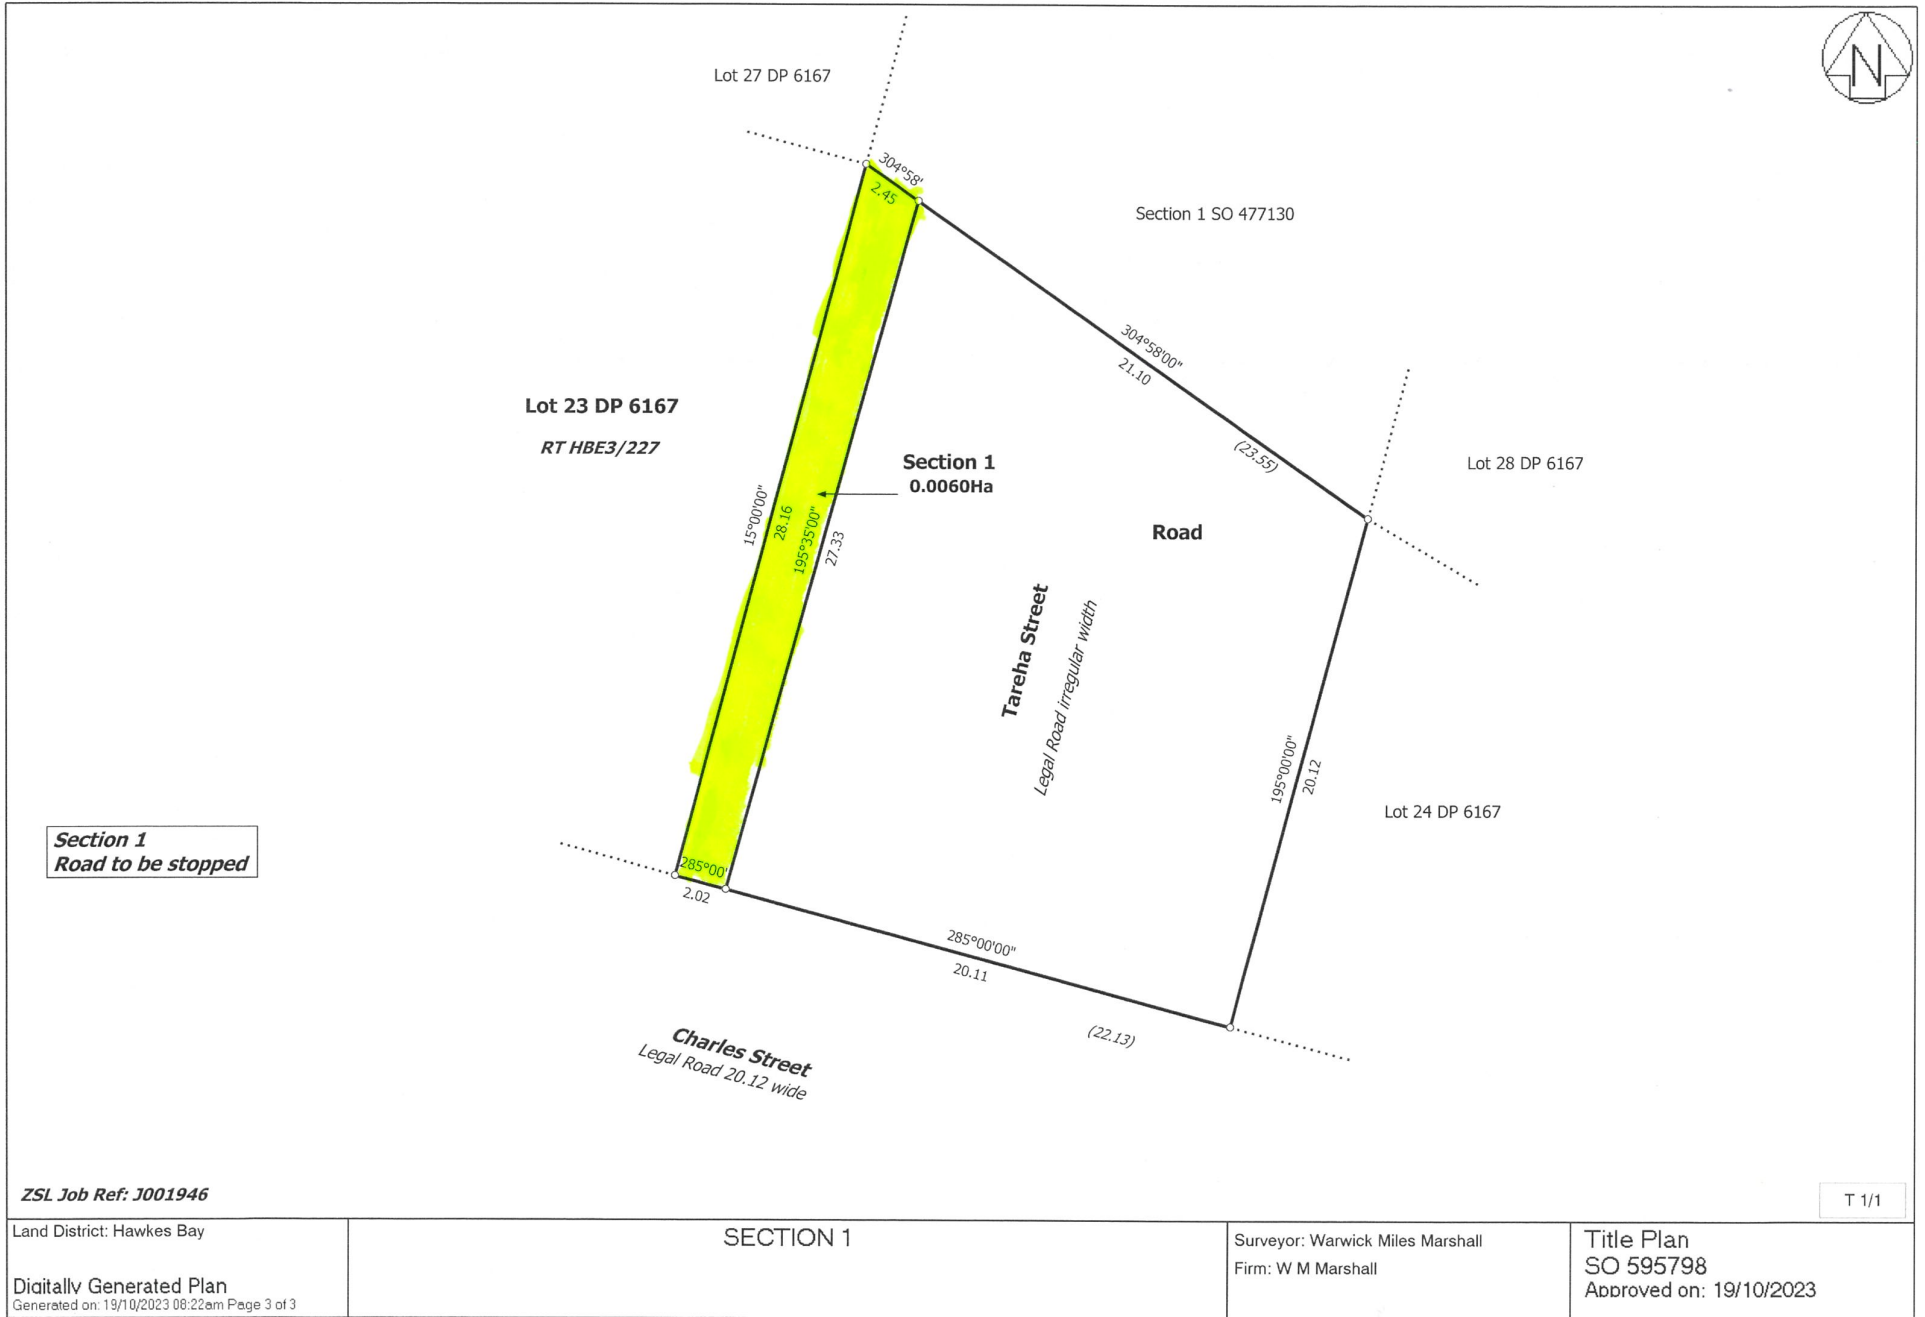 N
Lot 27 DP 6167
304°58'
2.45
Section 1 SO 477130
304°58'00"
21.10
Lot 23 DP 6167
RT HBE3/227
(23.55)
Section 1
0.0060Ha
Lot 28 DP 6167
15°00'00"
28.16
195°35'00"
27.33
Road
Tareha Street
Legal Road irregular width
195°00'00"
20.12
Lot 24 DP 6167
Section 1
Road to be stopped
285°00'
2.02
285°00'00"
20.11
(22.13)
Charles Street
Legal Road 20.12 wide
ZSL Job Ref: J001946
T 1/1
Land District: Hawkes Bay
Digitally Generated Plan
Generated on: 19/10/2023 08:22am Page 3 of 3
SECTION 1
Surveyor: Warwick Miles Marshall
Firm: W M Marshall
Title Plan
SO 595798
Approved on: 19/10/2023